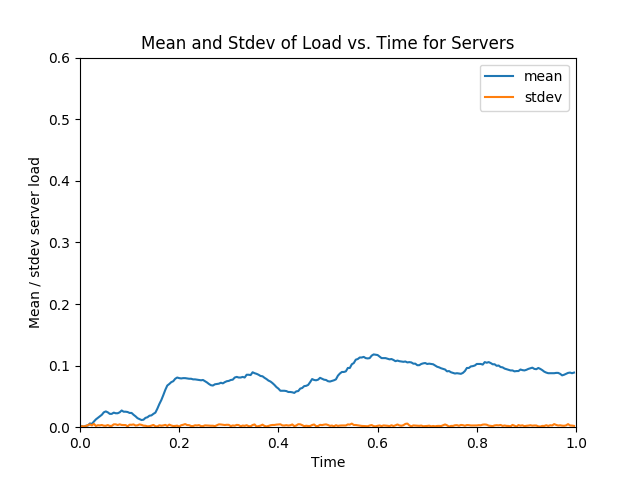 Mean and Stdev of Load vs. Time for Servers
mean
stdev
Mean / stdev server load
0.6
0.5
0.4
0.3
0.2
0.1
0.0
0.0 0.2 0.4 0.6 0.8 1.0
Time